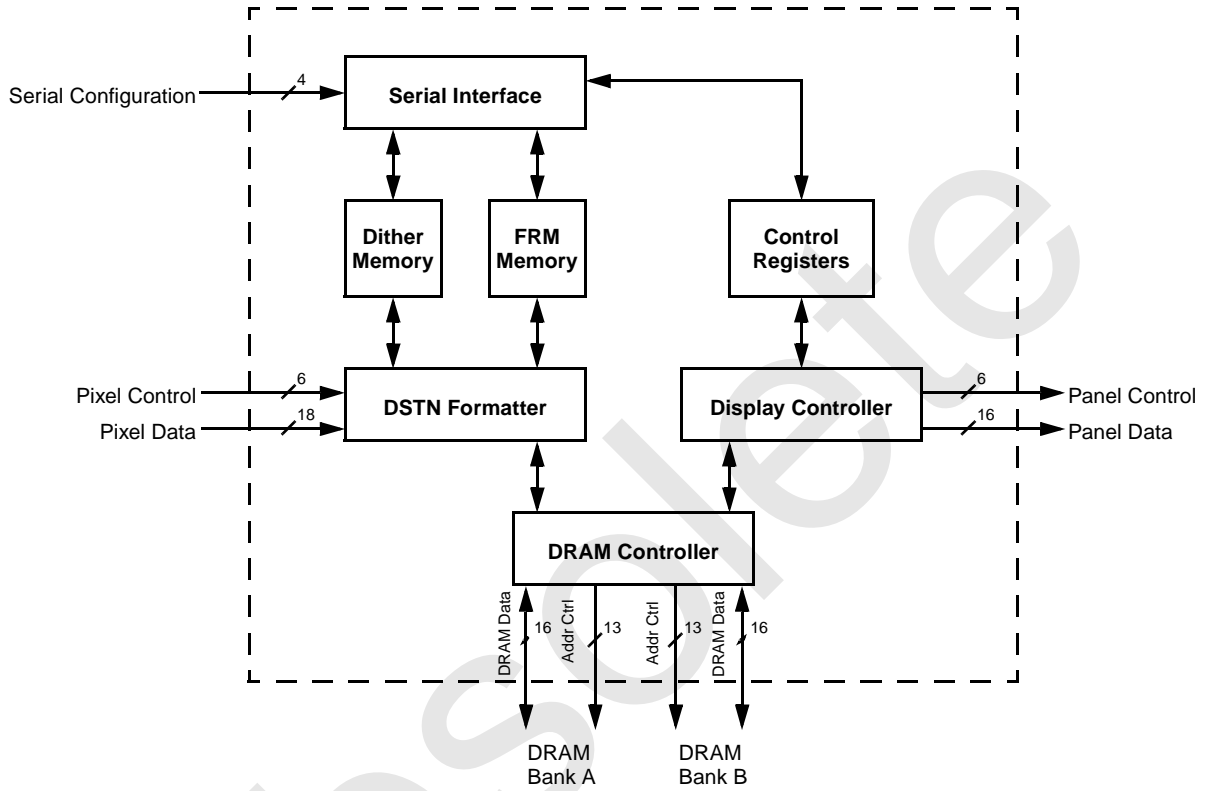 4
Serial Configuration
Serial Interface
Dither
Memory
FRM
Memory
Control
Registers
Pixel Control
6
Pixel Data
18
DSTN Formatter
Display Controller
6
Panel Control
16
Panel Data
DRAM Controller
DRAM Data
16
Addr Ctrl
13
Addr Ctrl
13
DRAM Data
16
DRAM
Bank A
DRAM
Bank B
bsolete